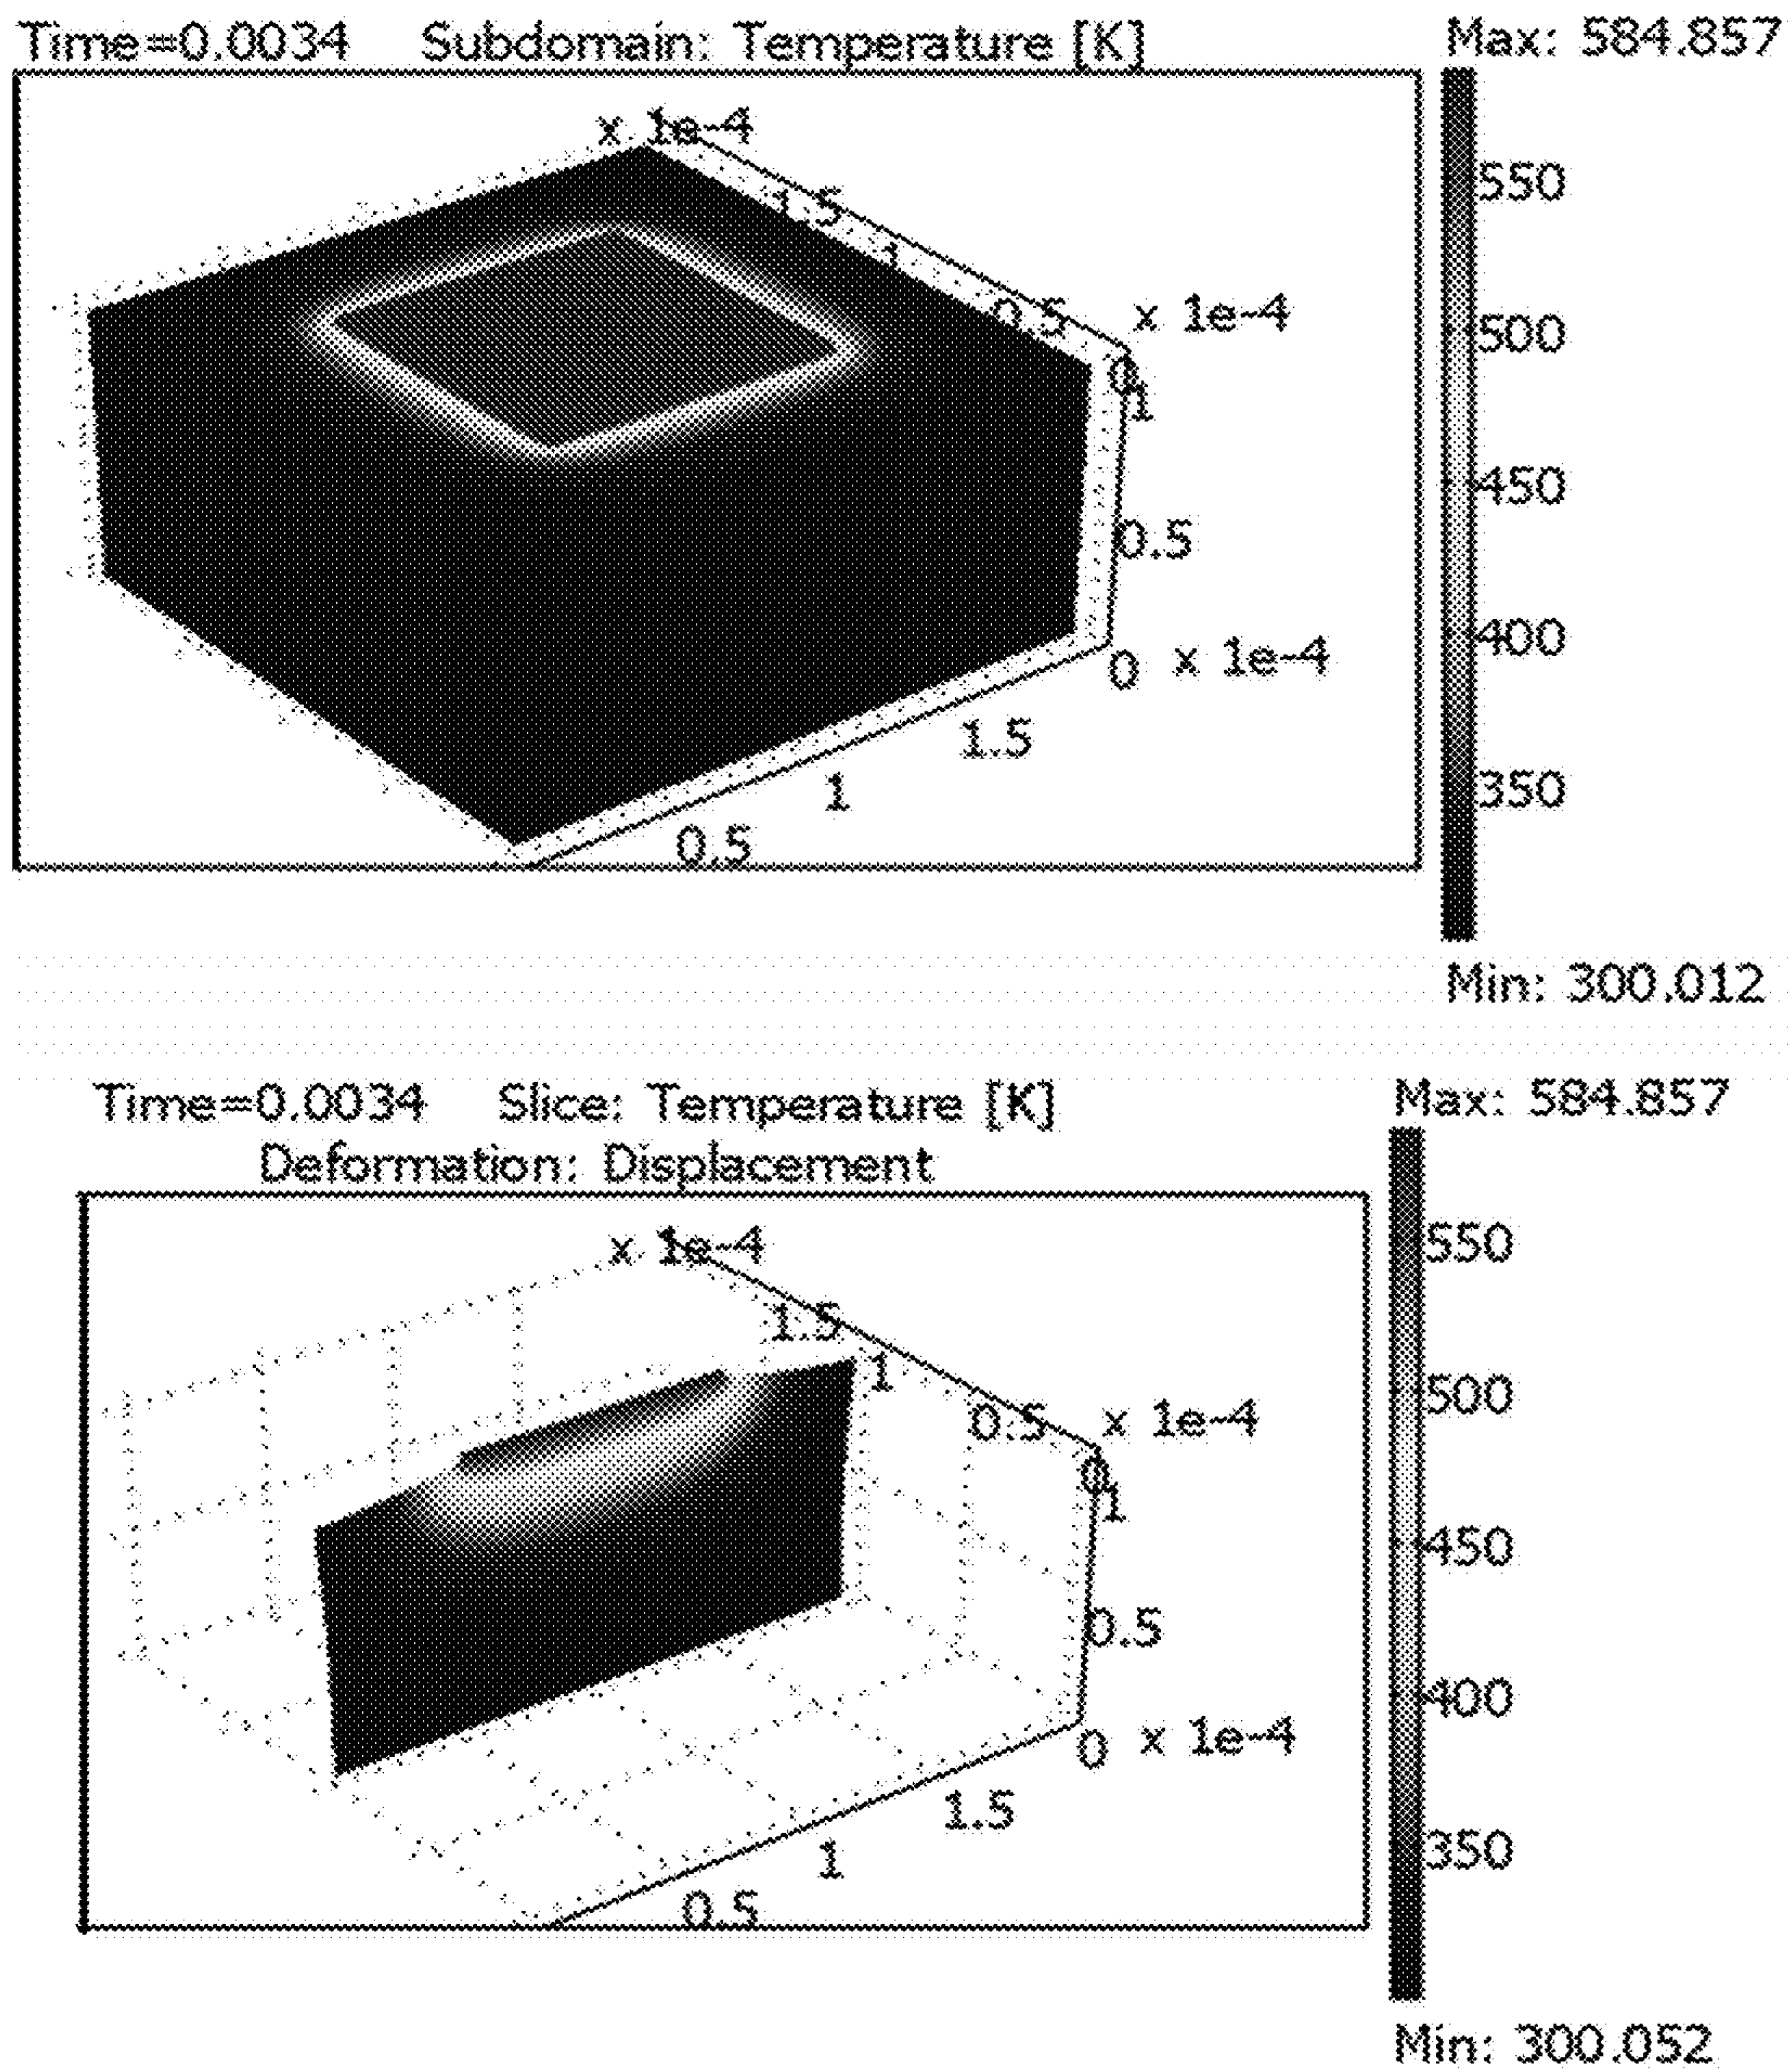 Time=0.0034 Subdomain: Temperature [K]
Max: 584.857
x 1e-4
1.5
1
0.5
x 1e-4
0
1
0.5
0
x 1e-4
1.5
1
0.5
550
500
450
400
350
Min: 300.012
Time=0.0034 Slice: Temperature [K]
Max: 584.857
Deformation: Displacement
x 1e-4
1.5
1
0.5
x 1e-4
0
1
0.5
0
x 1e-4
1.5
1
0.5
550
500
450
400
350
Min: 300.052